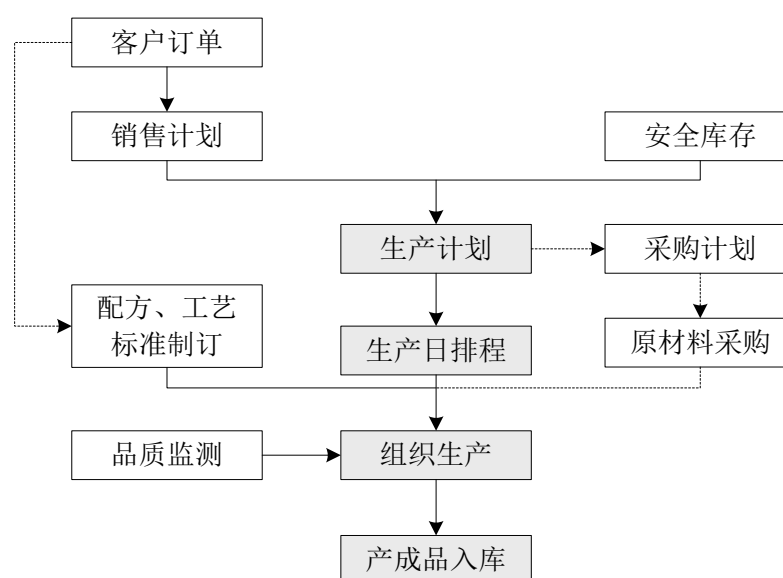 客户订单
销售计划
安全库存
生产计划
采购计划
配方、工艺
标准制订
生产日排程
原材料采购
品质监测
组织生产
产成品入库